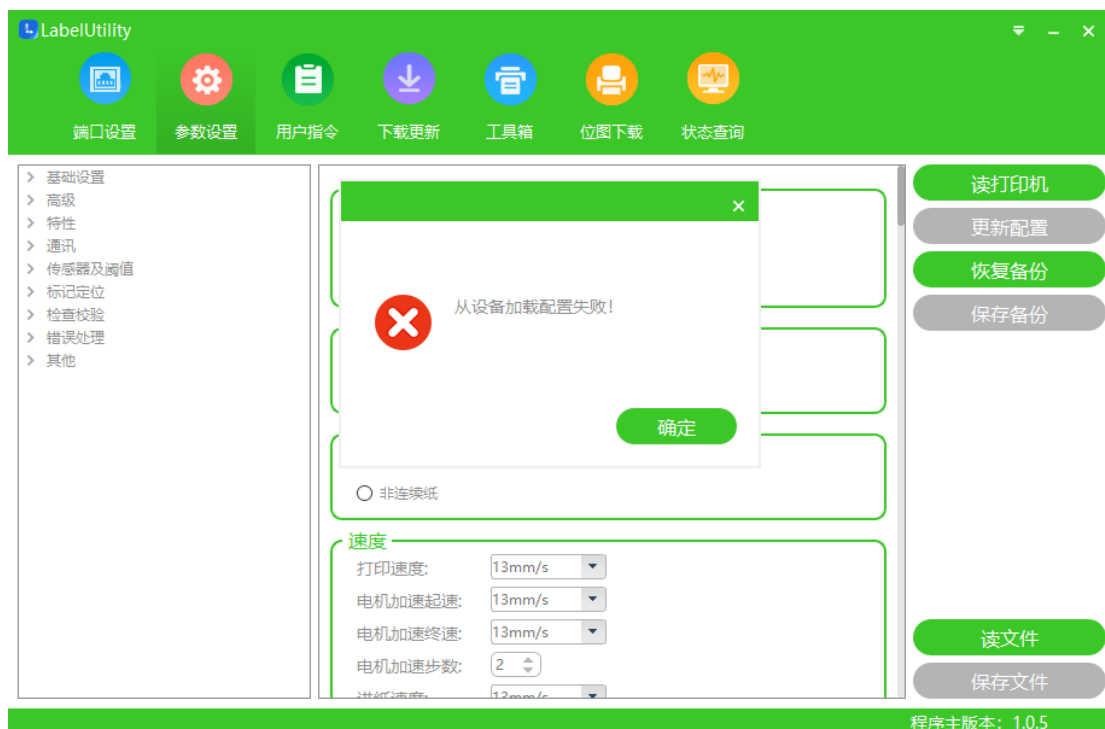 LabelUtility
端口设置 参数设置 用户指令 下载更新 工具箱 位图下载 状态查询
基础设置
高级
特性
通讯
传感器及阈值
标记定位
检查校验
错误处理
其他
从设备加载配置失败!
确定
非连续纸
速度
打印速度: 13mm/s
电机加速起速: 13mm/s
电机加速终速: 13mm/s
电机加速步数: 2
进纸速度: 13mm/s
读打印机
更新配置
恢复备份
保存备份
读文件
保存文件
程序主版本: 1.0.5